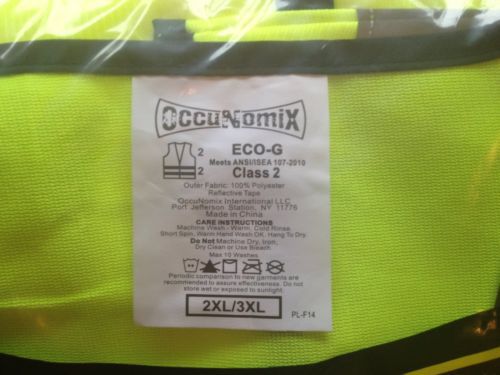 OccuNomiX
2 ECO-G
Meets ANSI/ISEA 107-2010
2 Class 2
Outer Fabric: 100% Polyester
Reflective Tape
OccuNomix International LLC
Port Jefferson Station, NY 11776
Made in China
CARE INSTRUCTIONS
Machine Wash - Warm, Cold Rinse
Short Spin, Warm Hand Wash OK, Hang To Dry
Do Not Machine Dry, Iron,
Dry Clean or Use Bleach
Max 10 Washes
Periodic comparison to new garments are
recommended to assure effectiveness. Do not
store wet or exposed to sunlight.
2XL/3XL
PL-F14